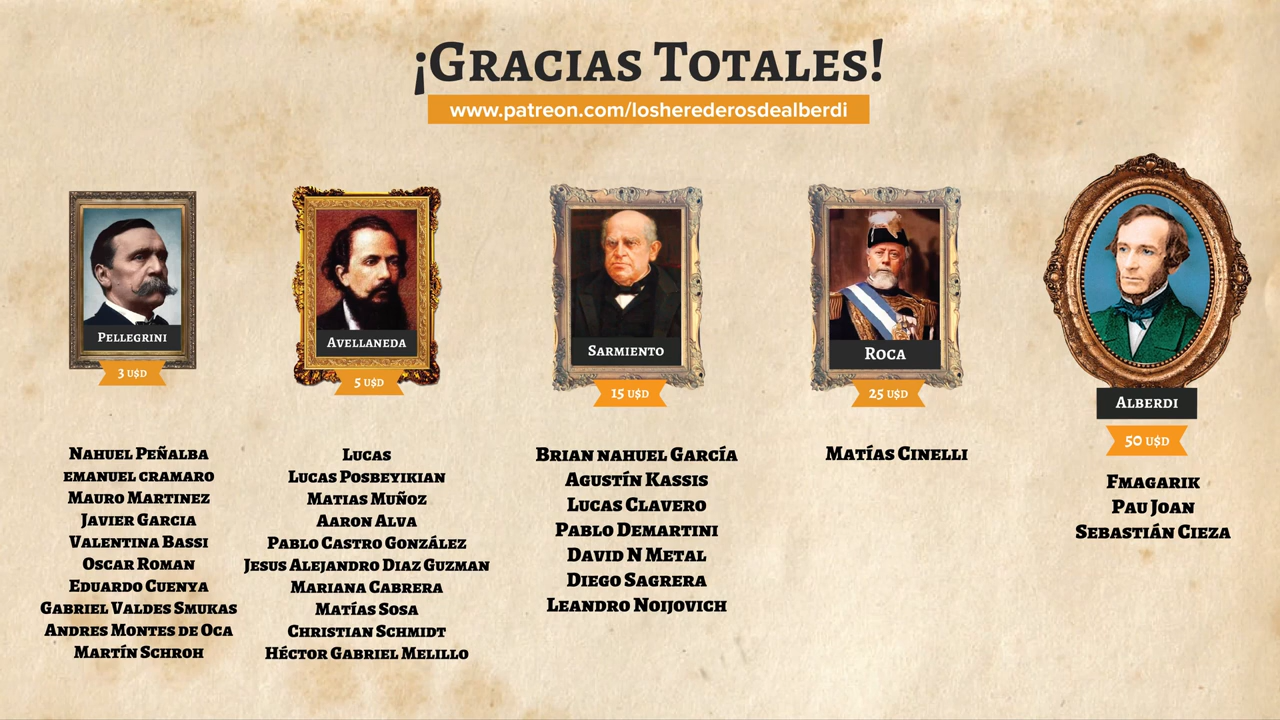 ¡Gracias Totales!
www.patreon.com/losherederosdealberdi
Pellegrini
3 U$D
Nahuel Peñalba
emanuel cramaro
Mauro Martinez
Javier Garcia
Valentina Bassi
Oscar Roman
Eduardo Cuenya
Gabriel Valdes Smukas
Andres Montes de Oca
Martín Schroh
Avellaneda
5 U$D
Lucas
Lucas Posbeyikian
Matias Muñoz
Aaron Alva
Pablo Castro González
Jesus Alejandro Diaz Guzman
Mariana Cabrera
Matías Sosa
Christian Schmidt
Héctor Gabriel Melillo
Sarmiento
15 U$D
Brian nahuel García
Agustín Kassis
Lucas Clavero
Pablo Demartini
David N Metal
Diego Sagrera
Leandro Noijovich
Roca
25 U$D
Matías Cinelli
Alberdi
50 U$D
Fmagarik
Pau Joan
Sebastián Cieza